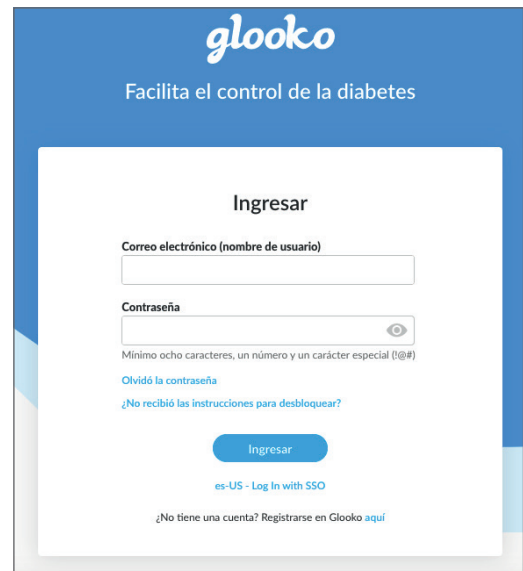 glooko
Facilita el control de la diabetes
Ingresar
Correo electrónico (nombre de usuario)
Contraseña
Mínimo ocho caracteres, un número y un carácter especial (!@#)
Olvidó la contraseña
¿No recibió las instrucciones para desbloquear?
Ingresar
es-US - Log In with SSO
¿No tiene una cuenta? Registrarse en Glooko aquí